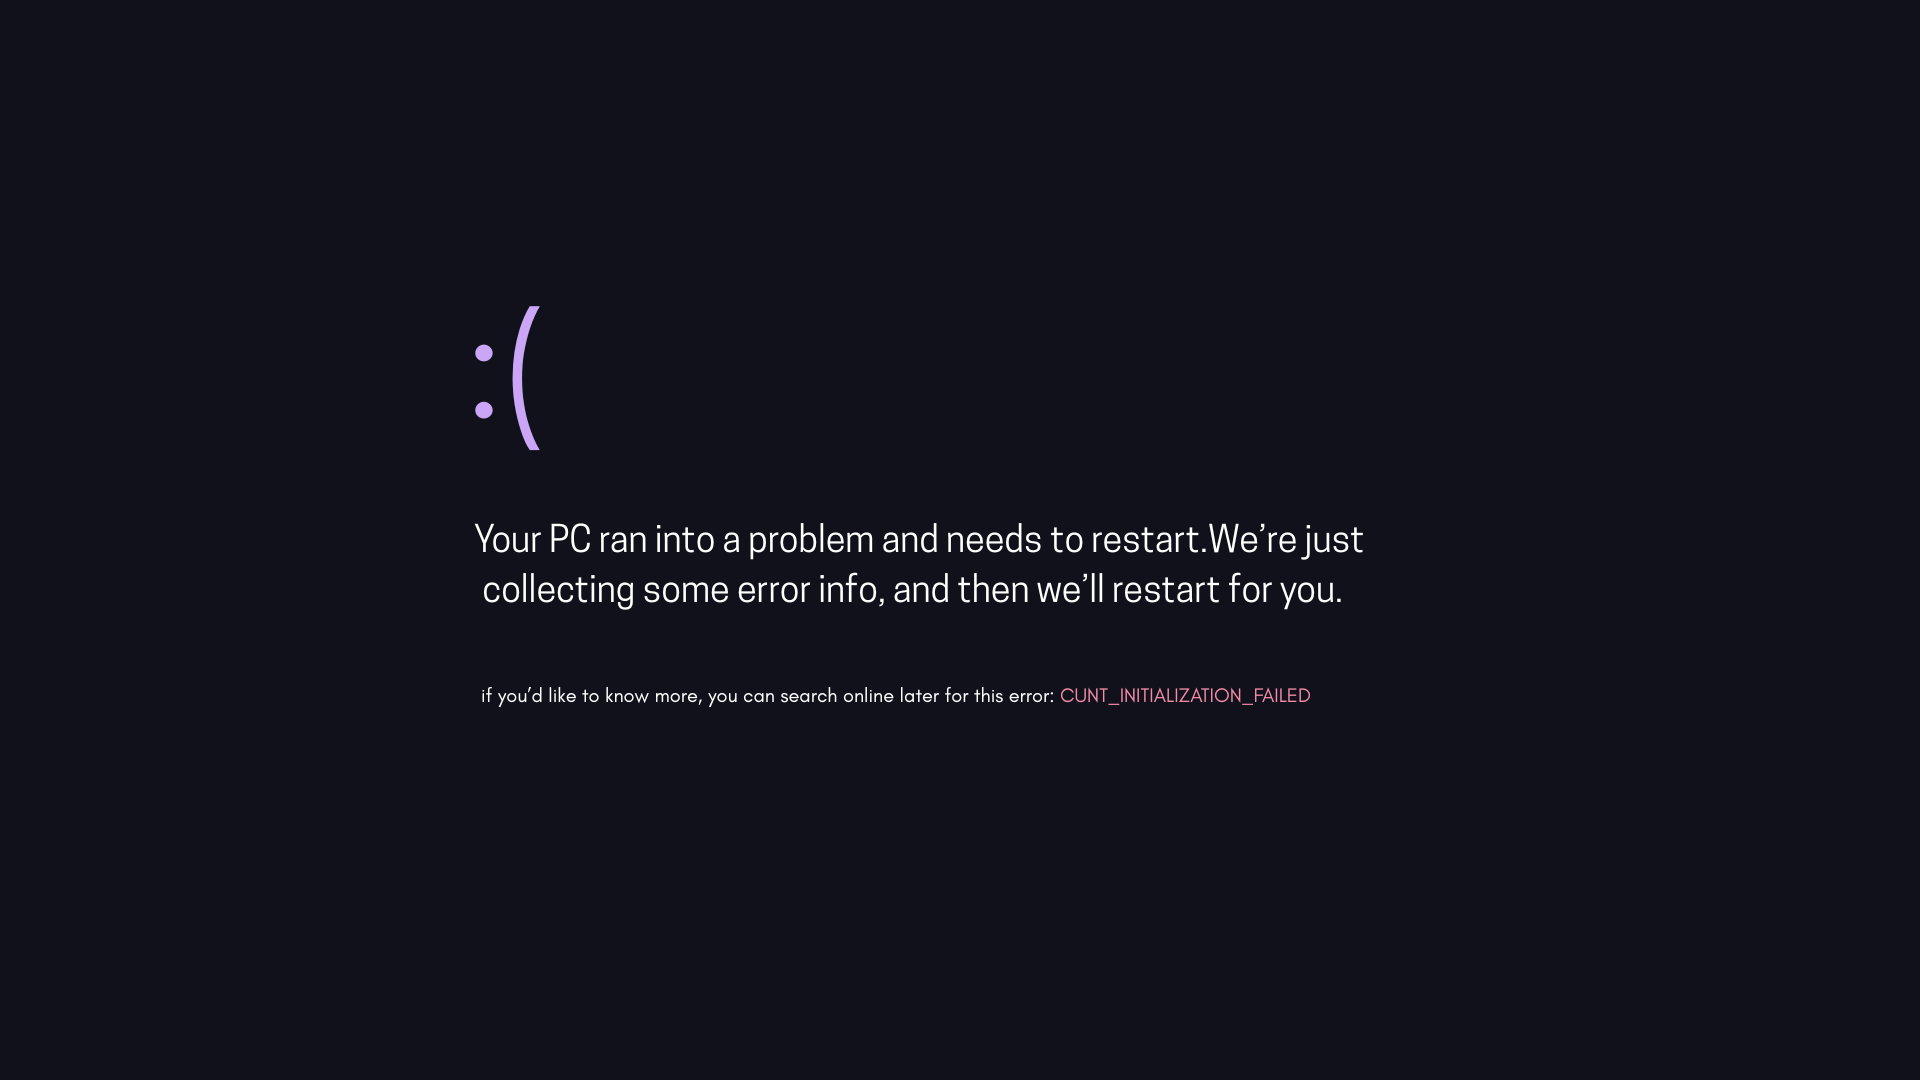 :(
Your PC ran into a problem and needs to restart.We’re just
collecting some error info, and then we’ll restart for you.
if you’d like to know more, you can search online later for this error: CUNT_INITIALIZATION_FAILED